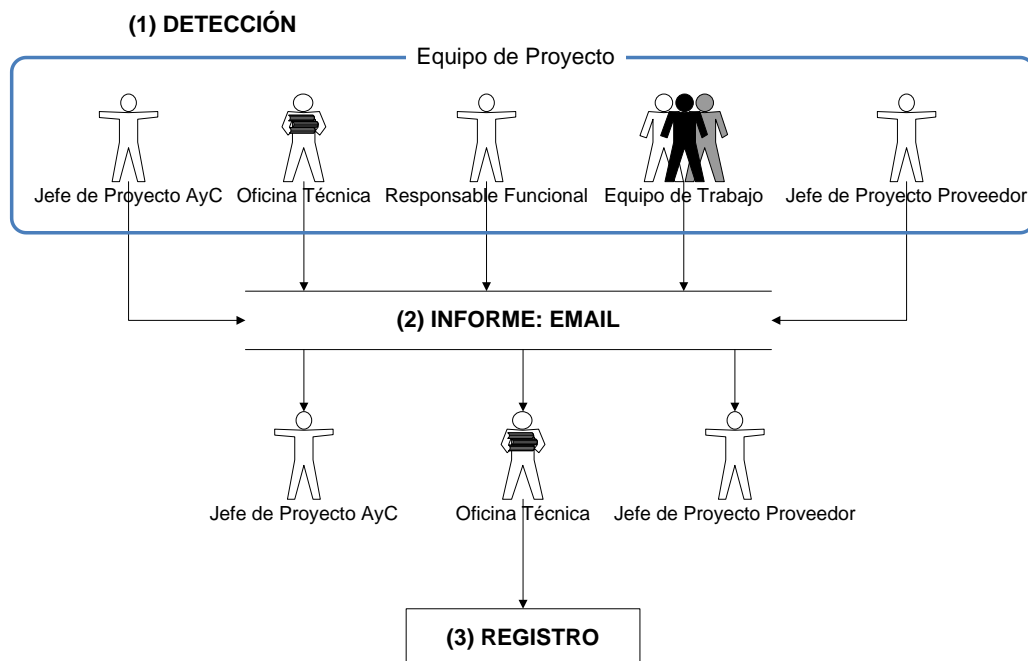 (1) DETECCIÓN
Equipo de Proyecto
Jefe de Proyecto AyC
Oficina Técnica
Responsable Funcional
Equipo de Trabajo
Jefe de Proyecto Proveedor
(2) INFORME: EMAIL
Jefe de Proyecto AyC
Oficina Técnica
Jefe de Proyecto Proveedor
(3) REGISTRO